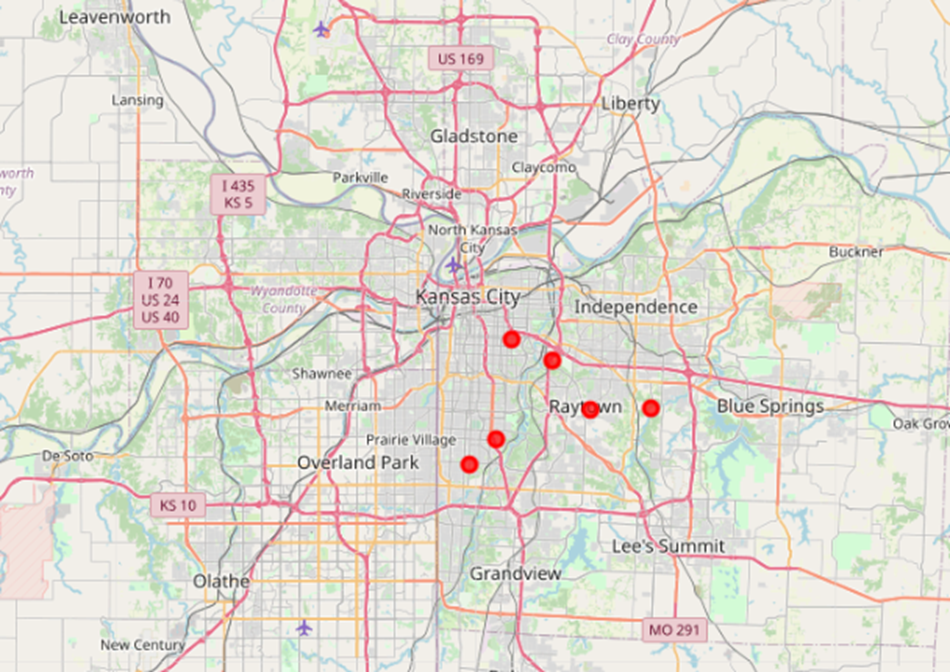 Leavenworth
Clay County
US 169
Lansing
Liberty
Gladstone
Claycomo
worth
nty
Parkville
I 435
KS 5
Riverside
North Kansas
City
Buckner
I 70
US 24
US 40
Wyandotte
County
Kansas City
Independence
Shawnee
Merriam
Raytown
Blue Springs
Oak Grov
Prairie Village
De Soto
Overland Park
KS 10
Lee's Summit
Olathe
Grandview
MO 291
New Century